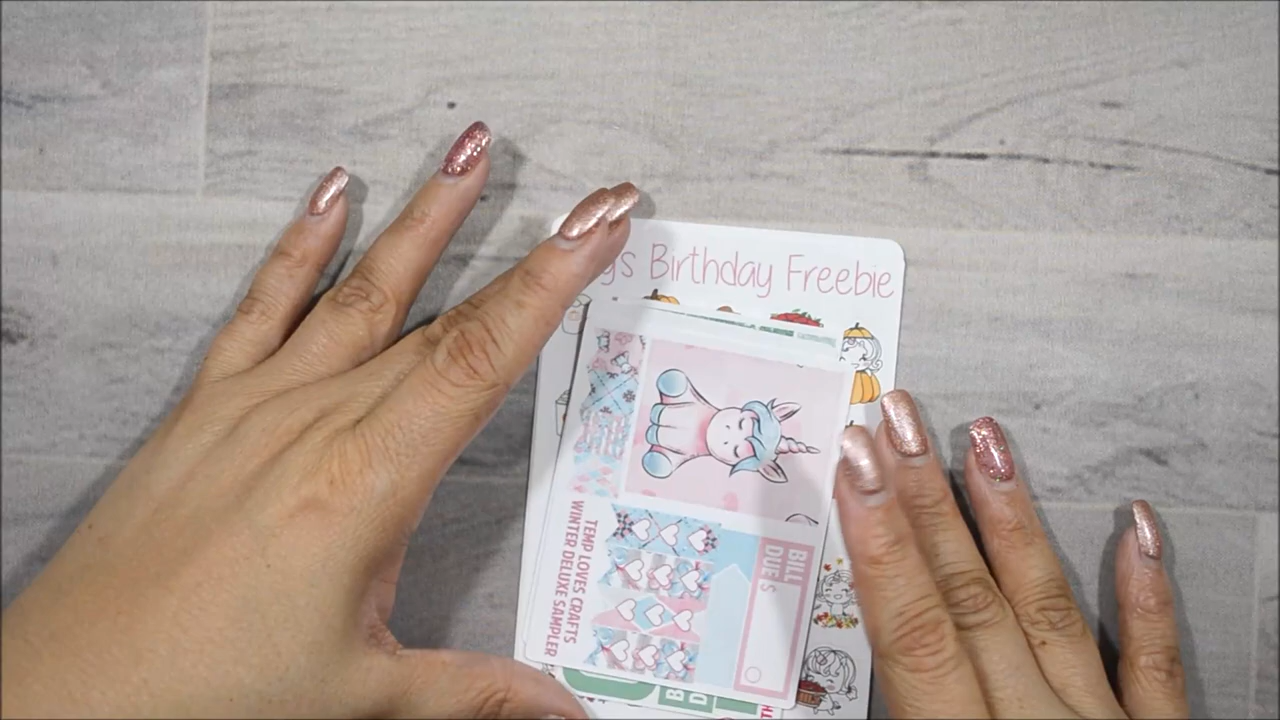 Birthday Freebie
BILL
DUE $
TEMP LOVES CRAFTS
WINTER DELUXE SAMPLER